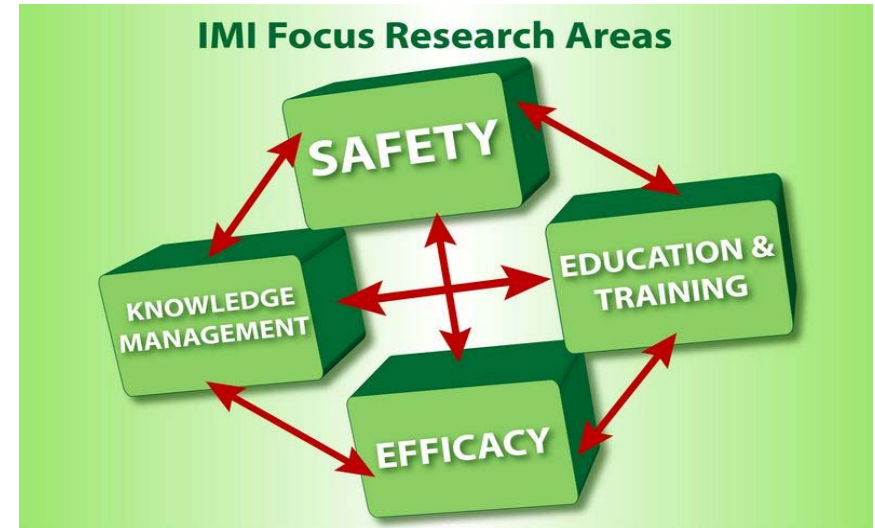 IMI Focus Research Areas
SAFETY
EDUCATION &
TRAINING
KNOWLEDGE
MANAGEMENT
EFFICACY